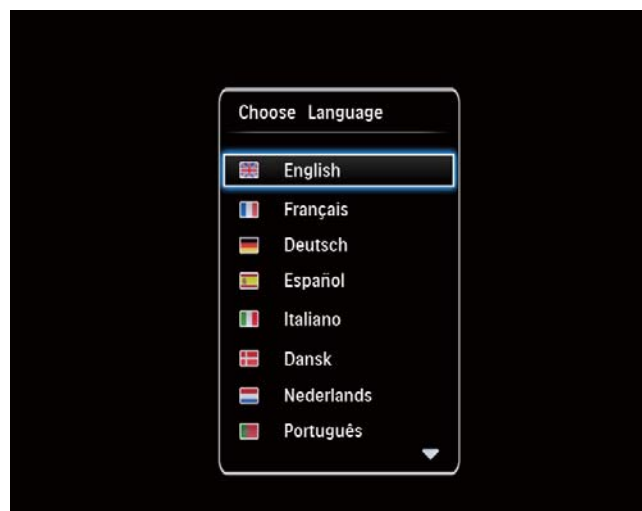 Choose Language
English
Français
Deutsch
Español
Italiano
Dansk
Nederlands
Português